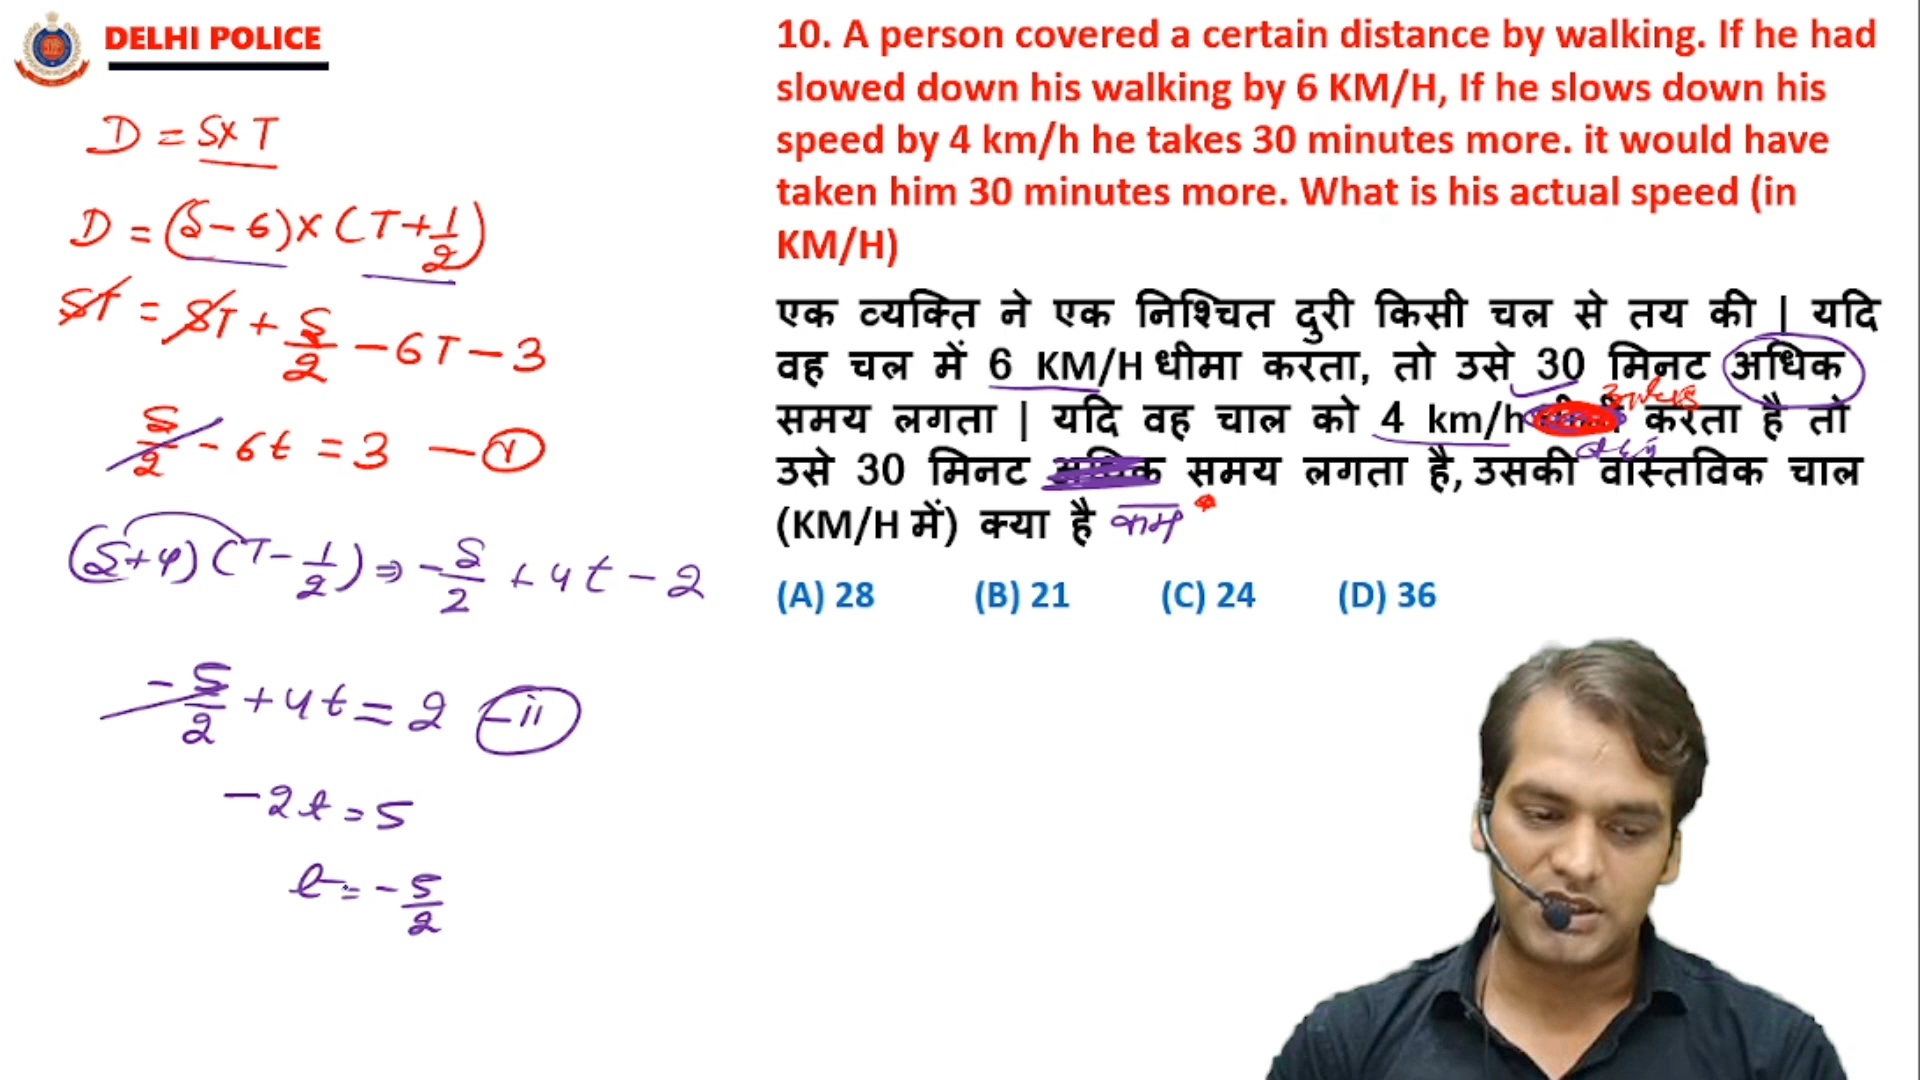 DELHI POLICE
D = S × T
D = (S - 6) × (T + 1/2)
ST = ST + S/2 - 6T - 3
S/2 - 6t = 3 —
(S+4) (T - 1/2) ⇒ - S/2 + 4t - 2
- S/2 + 4t = 2 — ii
-2t = 5
t = - 5/2
10. A person covered a certain distance by walking. If he had
slowed down his walking by 6 KM/H, If he slows down his
speed by 4 km/h he takes 30 minutes more. it would have
taken him 30 minutes more. What is his actual speed (in
KM/H)
एक व्यक्ति ने एक निश्चित दुरी किसी चल से तय की | यदि
वह चल में 6 KM/H धीमा करता, तो उसे 30 मिनट अधिक
समय लगता | यदि वह चाल को 4 km/h करता है तो
उसे 30 मिनट अधिक समय लगता है, उसकी वास्तविक चाल
(KM/H में) क्या है कम
(A) 28 (B) 21 (C) 24 (D) 36